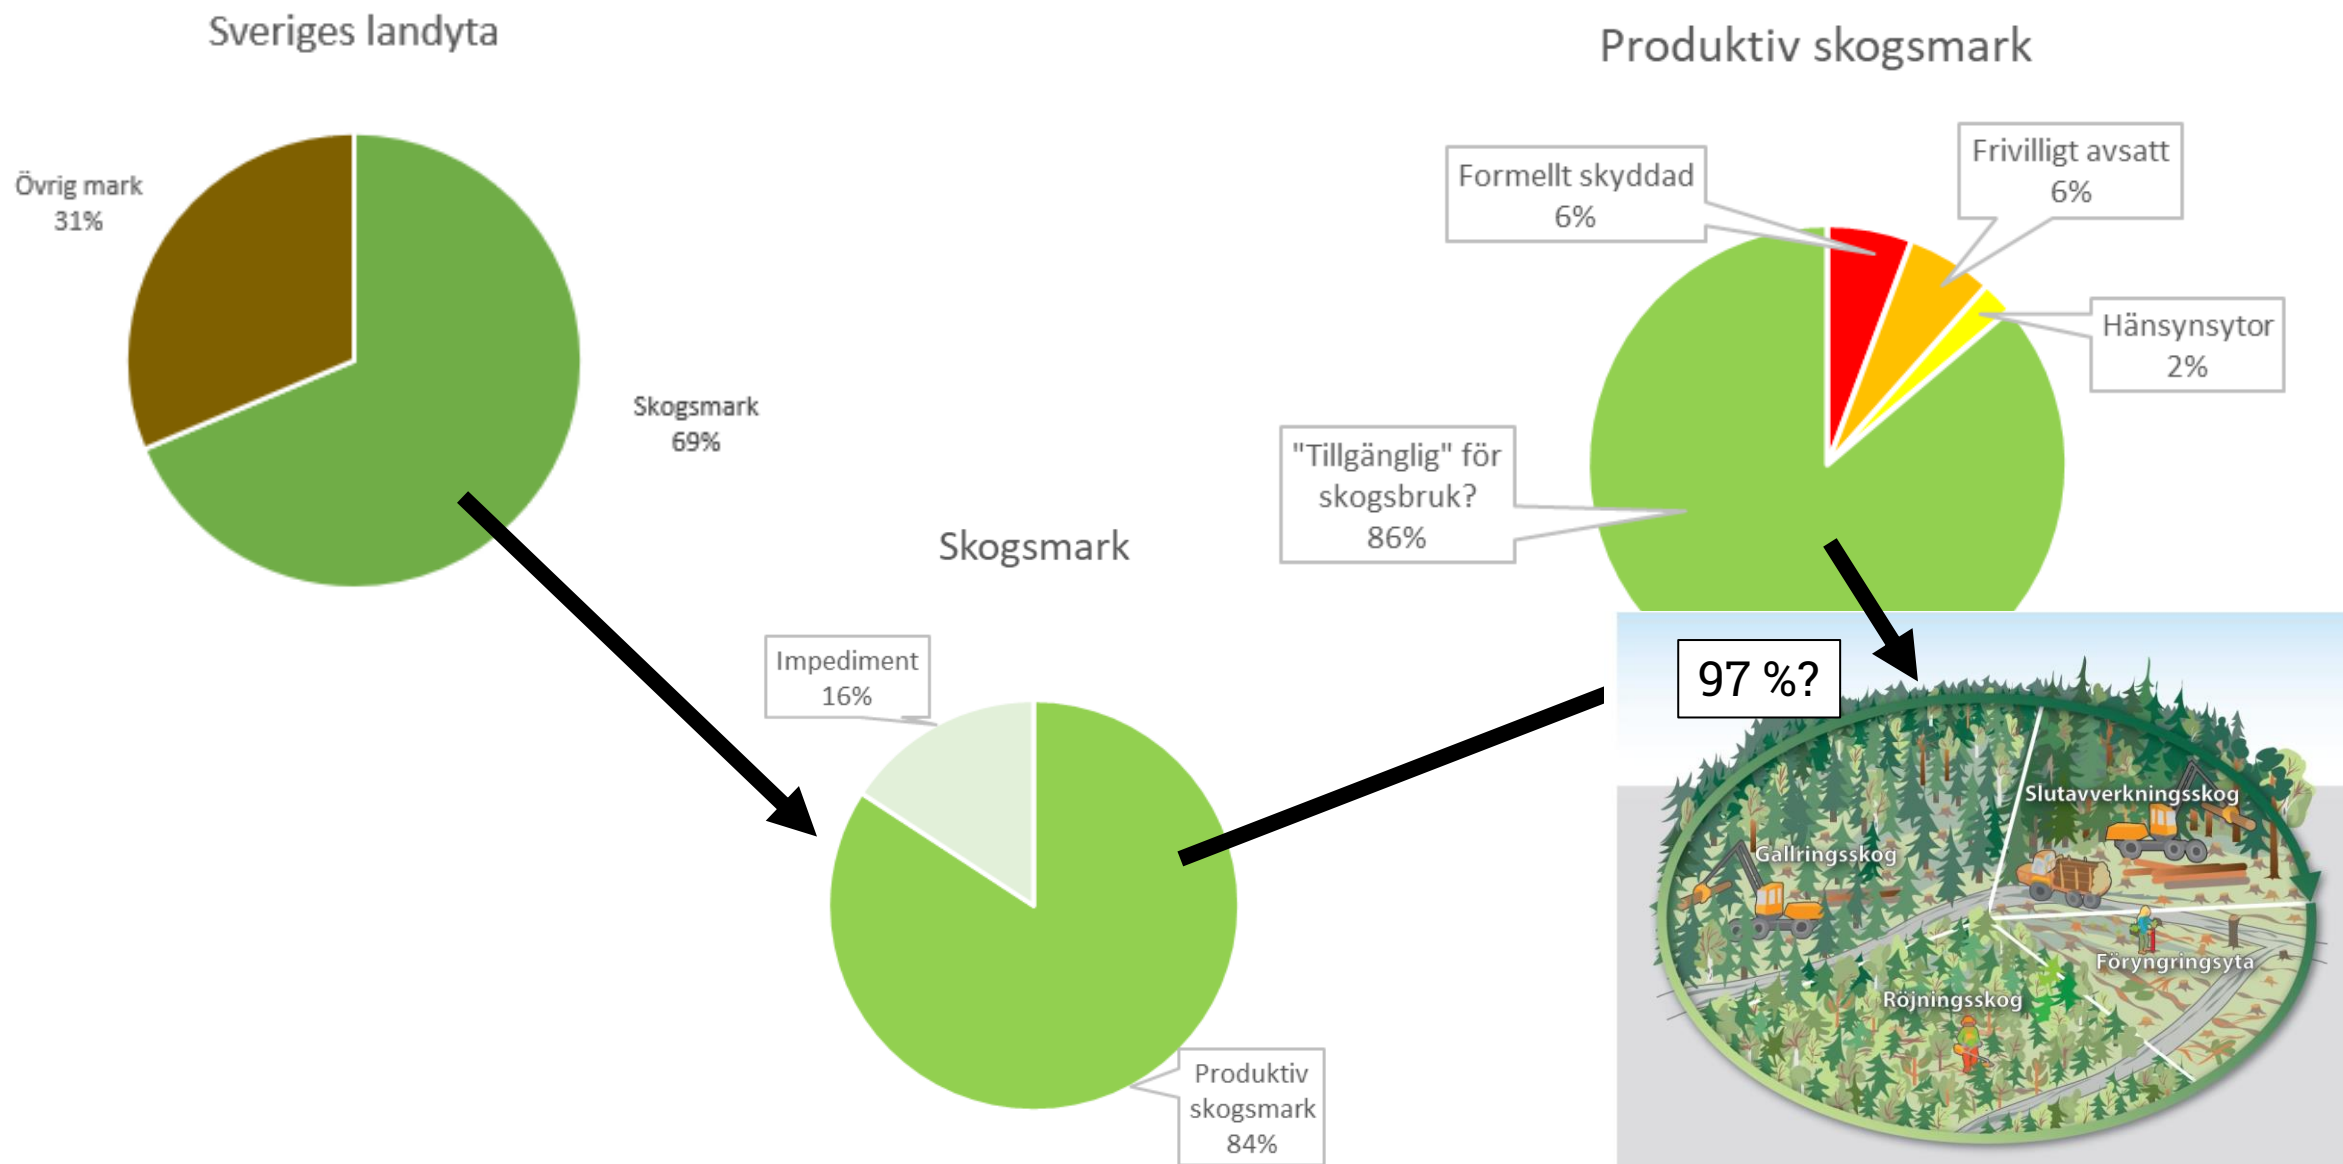 Sveriges landyta
Övrig mark
31%
Skogsmark
69%
Skogsmark
Impediment
16%
Produktiv
skogsmark
84%
Produktiv skogsmark
Formellt skyddad
6%
Frivilligt avsatt
6%
Hänsynsytor
2%
"Tillgänglig" för
skogsbruk?
86%
97 %?
Slutavverkningsskog
Gallringsskog
Föryngringsyta
Röjningsskog